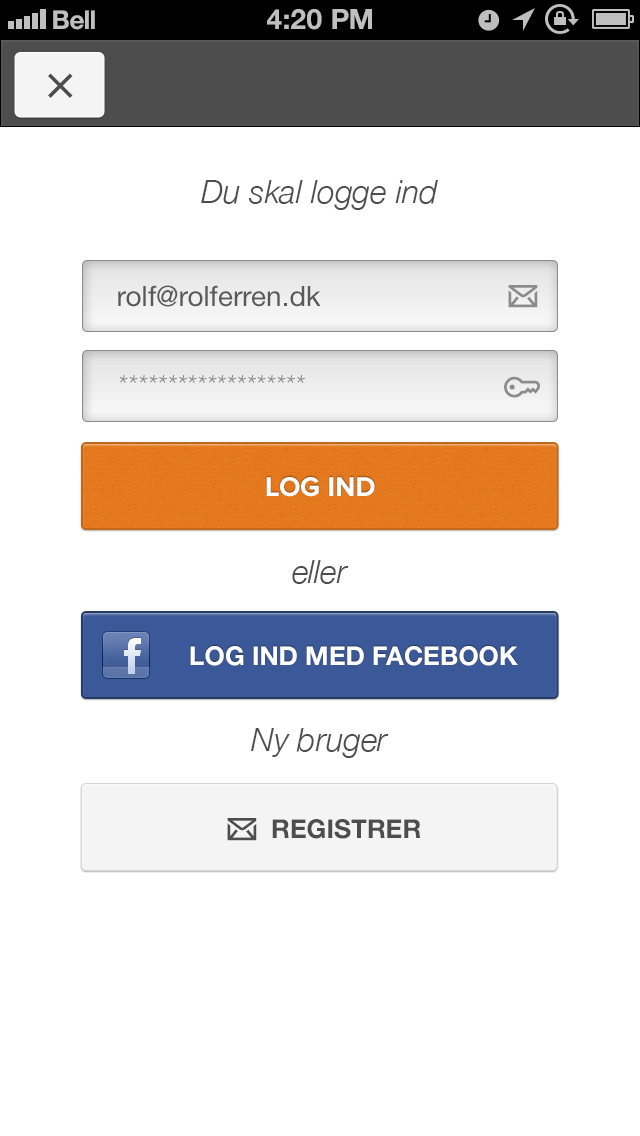 Bell 4:20 PM
Du skal logge ind
rolf@rolferren.dk
*******************
LOG IND
eller
f LOG IND MED FACEBOOK
Ny bruger
REGISTRER